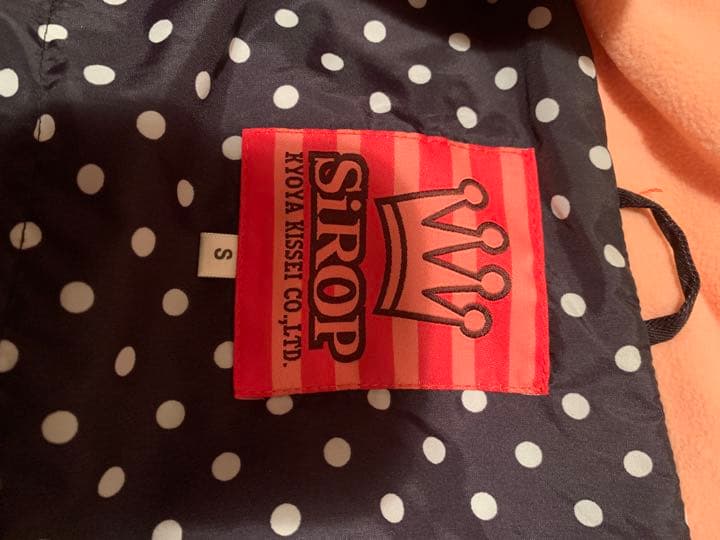 SiROP
KYOYA KISSEI CO.,LTD.
S